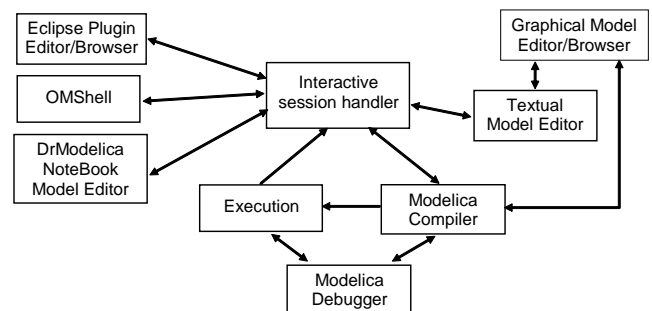 Eclipse Plugin
Editor/Browser
OMShell
DrModelica
NoteBook
Model Editor
Interactive
session handler
Graphical Model
Editor/Browser
Textual
Model Editor
Execution
Modelica
Compiler
Modelica
Debugger